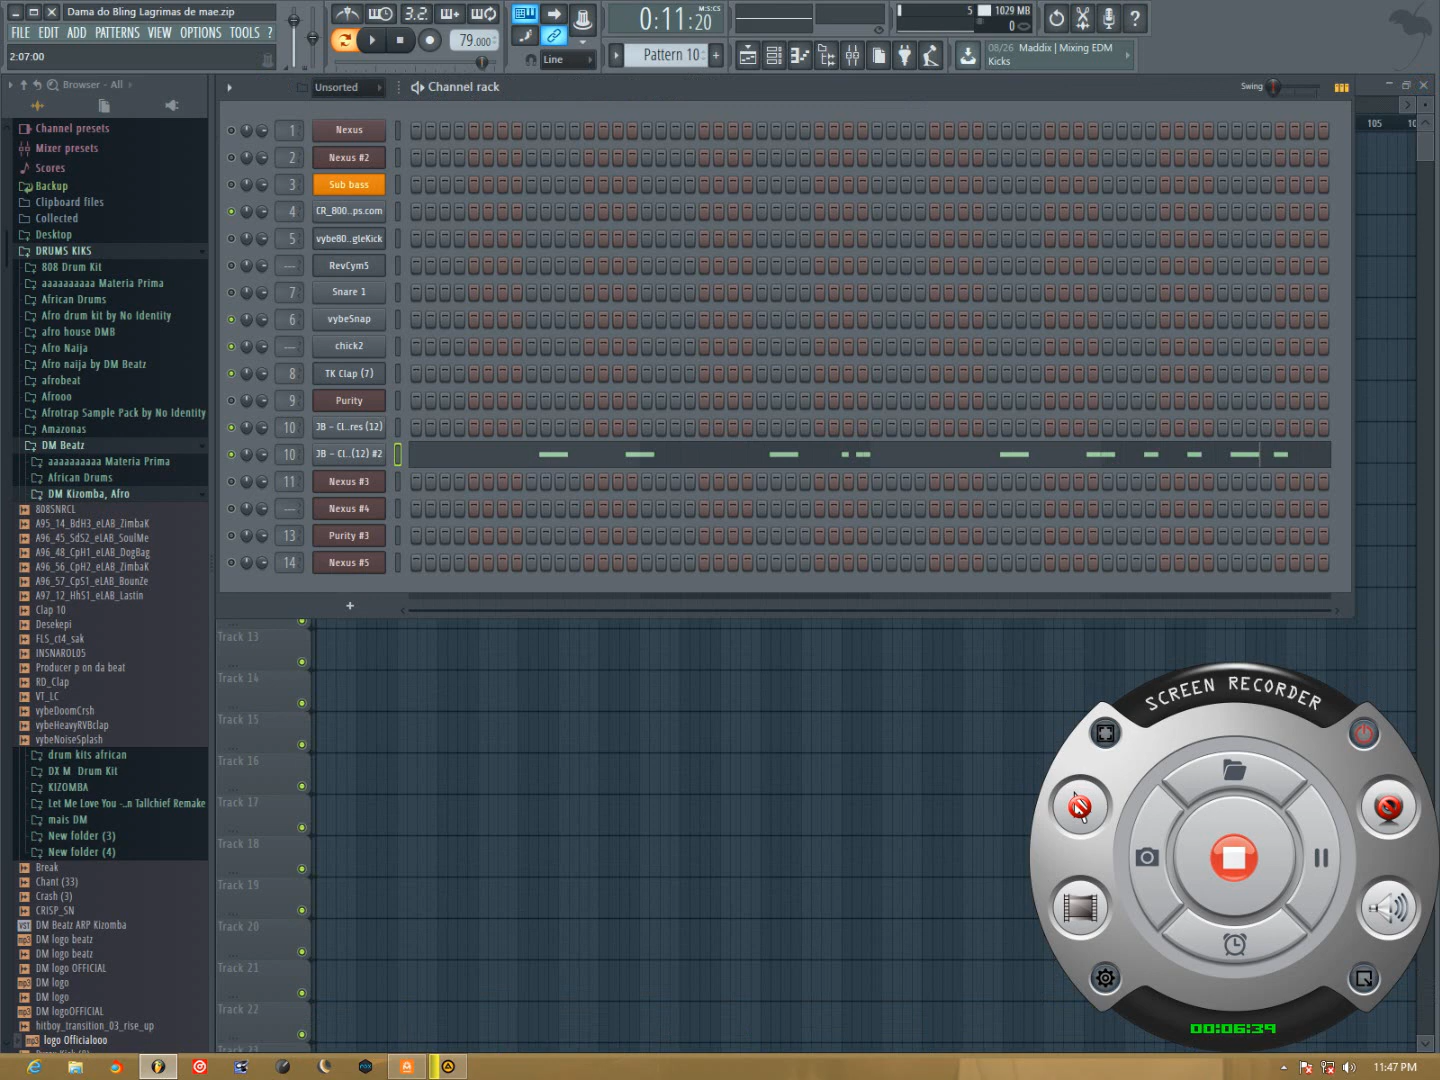 Dama do Bling Lagrimas de mae.zip
FILE EDIT ADD PATTERNS VIEW OPTIONS TOOLS ?
2:07:00
3.2.
79.000
Line
0:11:20
M:S:CS
Pattern 10
5
1029 MB
0
08/26 Maddix | Mixing EDM
Kicks
Browser - All
Channel presets
Mixer presets
Scores
Backup
Clipboard files
Collected
Desktop
DRUMS KIKS
808 Drum Kit
aaaaaaaaaa Materia Prima
African Drums
Afro drum kit by No Identity
afro house DMB
Afro Naija
Afro naija by DM Beatz
afrobeat
Afrooo
Afrotrap Sample Pack by No Identity
Amazonas
DM Beatz
aaaaaaaaaa Materia Prima
African Drums
DM Kizomba, Afro
808SNRCL
A95_14_BdH3_eLAB_ZimbaK
A96_45_SdS2_eLAB_SoulMe
A96_48_CpH1_eLAB_DogBag
A96_56_CpH2_eLAB_ZimbaK
A96_57_CpS1_eLAB_BounZe
A97_12_HhS1_eLAB_Lastin
Clap 10
Desekepi
FLS_ct4_sak
INSNAROL05
Producer p on da beat
RD_Clap
VT_LC
vybeDoomCrsh
vybeHeavyRVBclap
vybeNoiseSplash
drum kits african
DX M Drum Kit
KIZOMBA
Let Me Love You -..n Tallchief Remake
mais DM
New folder (3)
New folder (4)
Break
Chant (33)
Crash (3)
CRISP_SN
DM Beatz ARP Kizomba
DM logo beatz
DM logo beatz
DM logo OFFICIAL
DM logo
DM logo
DM logoOFFICIAL
hitboy_transition_03_rise_up
logo Officialooo
Unsorted
Channel rack
Swing
1 Nexus
2 Nexus #2
3 Sub bass
4 CR_800..ps.com
5 vybe80..gleKick
--- RevCym5
7 Snare 1
6 vybeSnap
--- chick2
8 TK Clap (7)
9 Purity
10 JB - Cl..res (12)
10 JB - Cl..(12) #2
11 Nexus #3
--- Nexus #4
13 Purity #3
14 Nexus #5
+
105
Track 13
Track 14
Track 15
Track 16
Track 17
Track 18
Track 19
Track 20
Track 21
Track 22
SCREEN RECORDER
00:06:39
11:47 PM